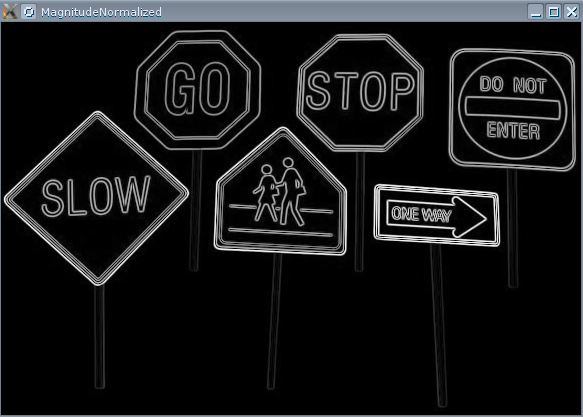 MagnitudeNormalized
GO
STOP
DO NOT
ENTER
SLOW
ONE WAY